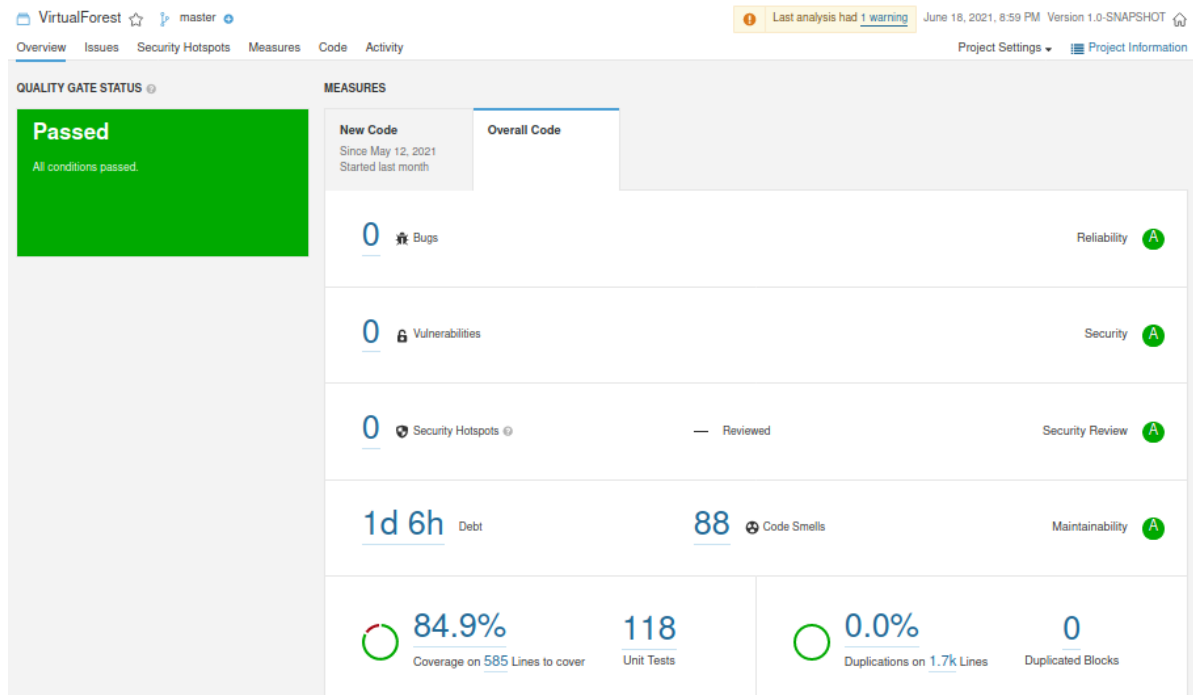 VirtualForest master
Last analysis had 1 warning June 18, 2021, 8:59 PM Version 1.0-SNAPSHOT
Overview Issues Security Hotspots Measures Code Activity
Project Settings Project Information
QUALITY GATE STATUS ?
MEASURES
Passed
All conditions passed.
New Code
Since May 12, 2021
Started last month
Overall Code
0 Bugs
Reliability A
0 Vulnerabilities
Security A
0 Security Hotspots ?
— Reviewed
Security Review A
1d 6h Debt
88 Code Smells
Maintainability A
84.9%
Coverage on 585 Lines to cover
118
Unit Tests
0.0%
Duplications on 1.7k Lines
0
Duplicated Blocks